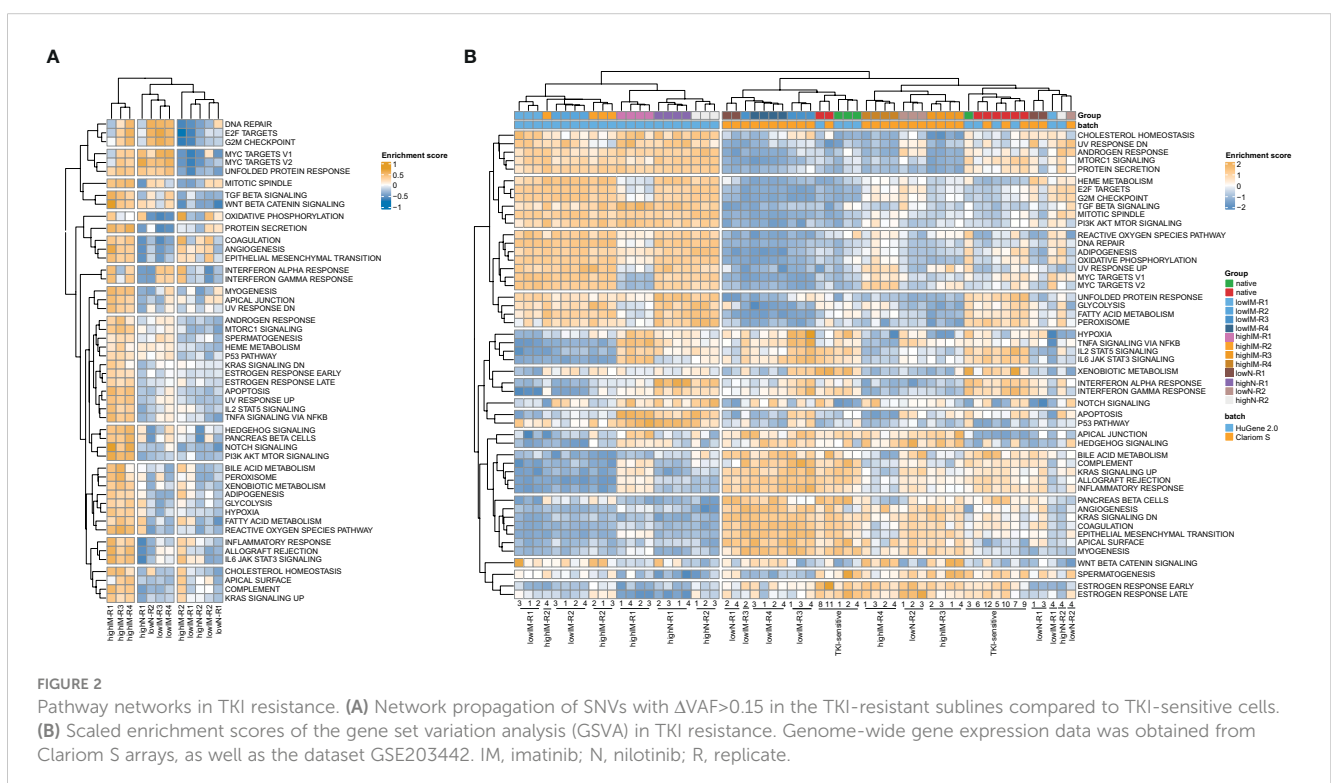 A
DNA REPAIR
E2F TARGETS
G2M CHECKPOINT
MYC TARGETS V1
MYC TARGETS V2
UNFOLDED PROTEIN RESPONSE
MITOTIC SPINDLE
TGF BETA SIGNALING
WNT BETA CATENIN SIGNALING
OXIDATIVE PHOSPHORYLATION
PROTEIN SECRETION
COAGULATION
ANGIOGENESIS
EPITHELIAL MESENCHYMAL TRANSITION
INTERFERON ALPHA RESPONSE
INTERFERON GAMMA RESPONSE
MYOGENESIS
APICAL JUNCTION
UV RESPONSE DN
ANDROGEN RESPONSE
MTORC1 SIGNALING
SPERMATOGENESIS
HEME METABOLISM
P53 PATHWAY
KRAS SIGNALING DN
ESTROGEN RESPONSE EARLY
ESTROGEN RESPONSE LATE
APOPTOSIS
UV RESPONSE UP
IL2 STAT5 SIGNALING
TNFA SIGNALING VIA NFKB
HEDGEHOG SIGNALING
PANCREAS BETA CELLS
NOTCH SIGNALING
PI3K AKT MTOR SIGNALING
BILE ACID METABOLISM
PEROXISOME
XENOBIOTIC METABOLISM
ADIPOGENESIS
GLYCOLYSIS
HYPOXIA
FATTY ACID METABOLISM
REACTIVE OXYGEN SPECIES PATHWAY
INFLAMMATORY RESPONSE
ALLOGRAFT REJECTION
IL6 JAK STAT3 SIGNALING
CHOLESTEROL HOMEOSTASIS
APICAL SURFACE
COMPLEMENT
KRAS SIGNALING UP
highIM-R1
highIM-R3
highIM-R4
highN-R1
lowN-R2
lowIM-R3
lowIM-R4
highIM-R2
lowIM-R1
highN-R2
lowIM-R2
lowN-R1
Enrichment score
1
0.5
0
−0.5
−1
B
Group
batch
CHOLESTEROL HOMEOSTASIS
UV RESPONSE DN
ANDROGEN RESPONSE
MTORC1 SIGNALING
PROTEIN SECRETION
HEME METABOLISM
E2F TARGETS
G2M CHECKPOINT
TGF BETA SIGNALING
MITOTIC SPINDLE
PI3K AKT MTOR SIGNALING
REACTIVE OXYGEN SPECIES PATHWAY
DNA REPAIR
ADIPOGENESIS
OXIDATIVE PHOSPHORYLATION
UV RESPONSE UP
MYC TARGETS V1
MYC TARGETS V2
UNFOLDED PROTEIN RESPONSE
GLYCOLYSIS
FATTY ACID METABOLISM
PEROXISOME
HYPOXIA
TNFA SIGNALING VIA NFKB
IL2 STAT5 SIGNALING
IL6 JAK STAT3 SIGNALING
XENOBIOTIC METABOLISM
INTERFERON ALPHA RESPONSE
INTERFERON GAMMA RESPONSE
NOTCH SIGNALING
APOPTOSIS
P53 PATHWAY
APICAL JUNCTION
HEDGEHOG SIGNALING
BILE ACID METABOLISM
COMPLEMENT
KRAS SIGNALING UP
ALLOGRAFT REJECTION
INFLAMMATORY RESPONSE
PANCREAS BETA CELLS
ANGIOGENESIS
KRAS SIGNALING DN
COAGULATION
EPITHELIAL MESENCHYMAL TRANSITION
APICAL SURFACE
MYOGENESIS
WNT BETA CATENIN SIGNALING
SPERMATOGENESIS
ESTROGEN RESPONSE EARLY
ESTROGEN RESPONSE LATE
lowIM-R1
highIM-R2
lowIM-R2
highIM-R2
highIM-R1
highN-R1
highN-R2
lowN-R1
lowIM-R3
lowIM-R4
lowIM-R3
TKI-sensitive
highIM-R4
lowN-R2
highIM-R3
TKI-sensitive
lowN-R1
lowIM-R1
highN-R2
lowN-R2
Enrichment score
2
1
0
−1
−2
Group
native
native
lowIM-R1
lowIM-R2
lowIM-R3
lowIM-R4
highIM-R1
highIM-R2
highIM-R3
highIM-R4
lowN-R1
highN-R1
lowN-R2
highN-R2
batch
HuGene 2.0
Clariom S
FIGURE 2
Pathway networks in TKI resistance. (A) Network propagation of SNVs with ΔVAF>0.15 in the TKI-resistant sublines compared to TKI-sensitive cells.
(B) Scaled enrichment scores of the gene set variation analysis (GSVA) in TKI resistance. Genome-wide gene expression data was obtained from
Clariom S arrays, as well as the dataset GSE203442. IM, imatinib; N, nilotinib; R, replicate.